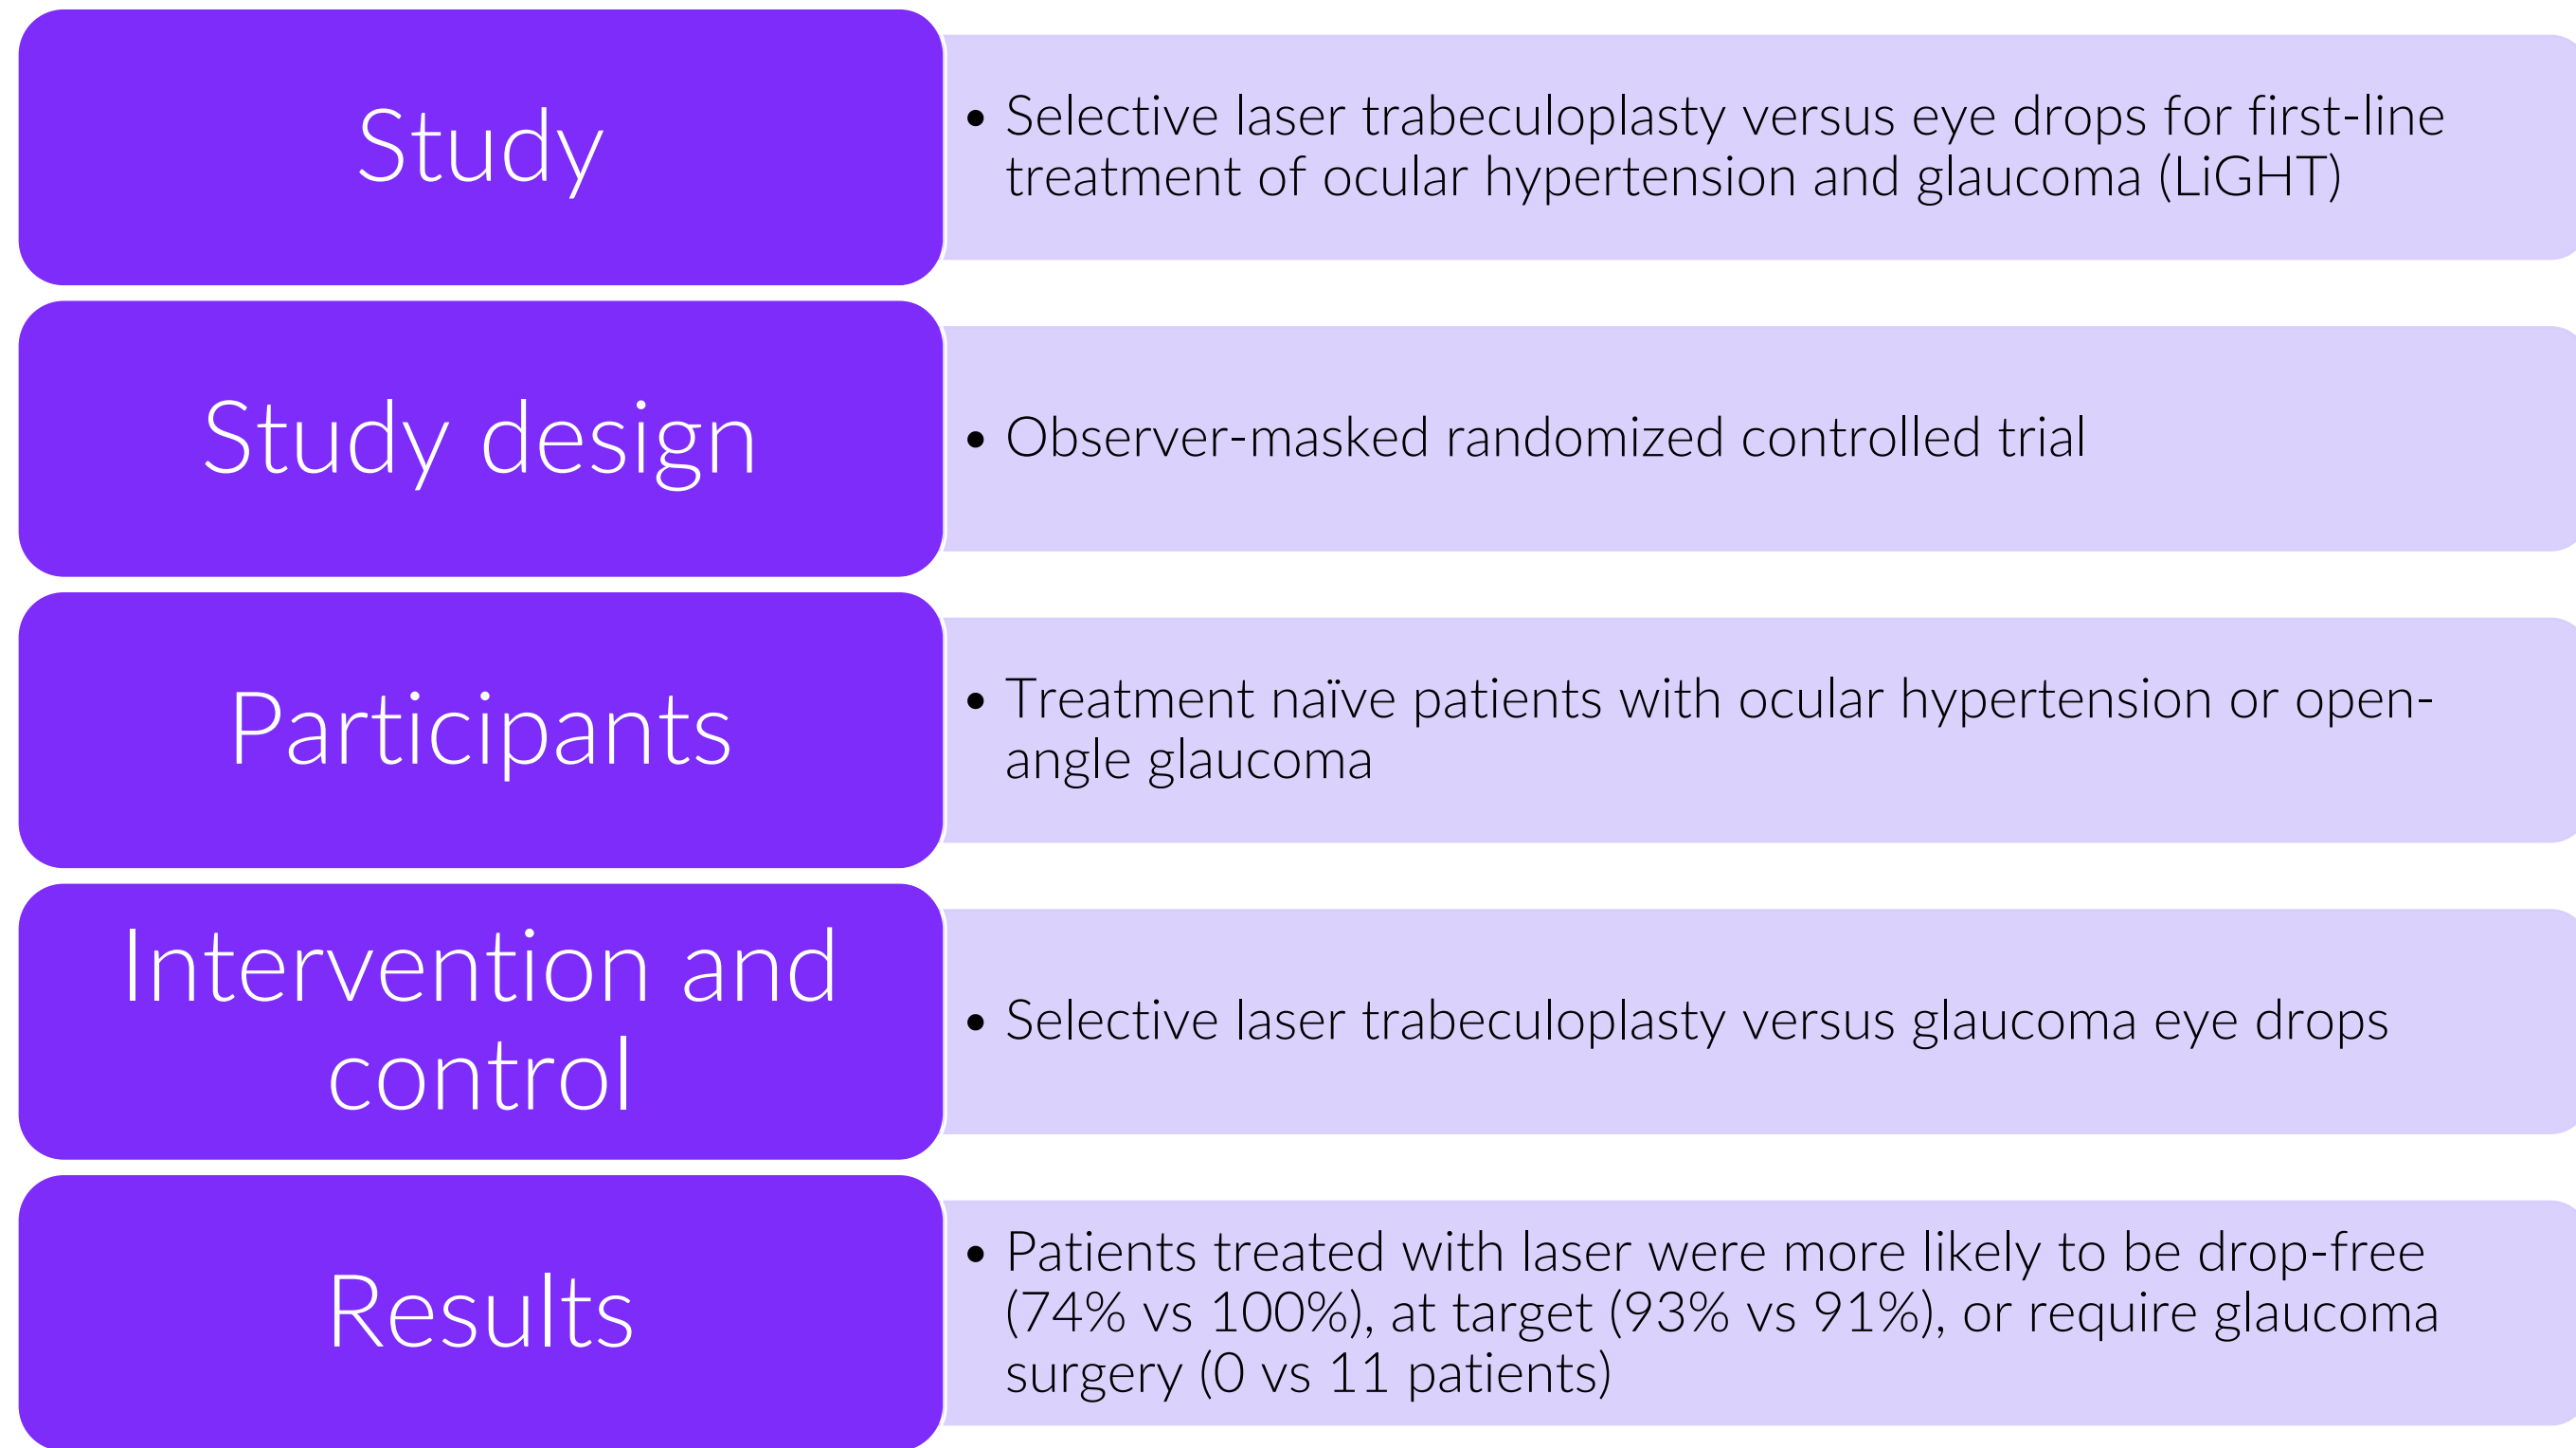 Study
• Selective laser trabeculoplasty versus eye drops for first-line
treatment of ocular hypertension and glaucoma (LiGHT)
Study design
• Observer-masked randomized controlled trial
Participants
• Treatment naïve patients with ocular hypertension or open-
angle glaucoma
Intervention and
control
• Selective laser trabeculoplasty versus glaucoma eye drops
Results
• Patients treated with laser were more likely to be drop-free
(74% vs 100%), at target (93% vs 91%), or require glaucoma
surgery (0 vs 11 patients)